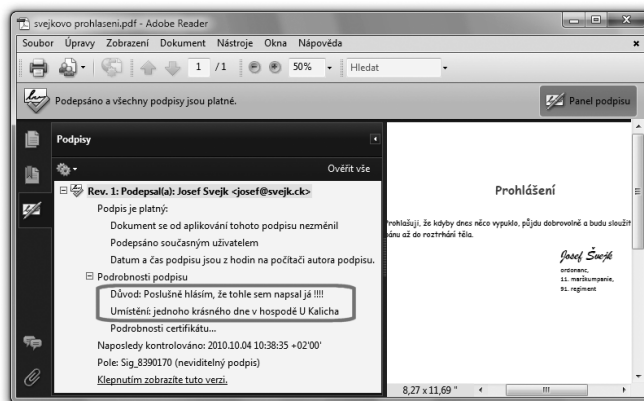 svejkovo prohlaseni.pdf - Adobe Reader
Soubor Úpravy Zobrazení Dokument Nástroje Okna Nápověda
1 / 1 50% Hledat
Podepsáno a všechny podpisy jsou platné.
Panel podpisu
Podpisy
Ověřit vše
Rev. 1: Podepsal(a): Josef Svejk <josef@svejk.ck>
Podpis je platný:
Dokument se od aplikování tohoto podpisu nezměnil
Podepsáno současným uživatelem
Datum a čas podpisu jsou z hodin na počítači autora podpisu.
Podrobnosti podpisu
Důvod: Poslušně hlásím, že tohle sem napsal já !!!!
Umístění: jednoho krásného dne v hospodě U Kalicha
Podrobnosti certifikátu...
Naposledy kontrolováno: 2010.10.04 10:38:35 +02'00'
Pole: Sig_8390170 (neviditelný podpis)
Klepnutím zobrazíte tuto verzi.
Prohlášení
Prohlašuji, že kdyby dnes něco vypuklo, půjdu dobrovolně a budu sloužit
pánu až do roztrhání těla.
Josef Švejk
ordonanc,
11. marškumpanie,
91. regiment
8,27 x 11,69 "